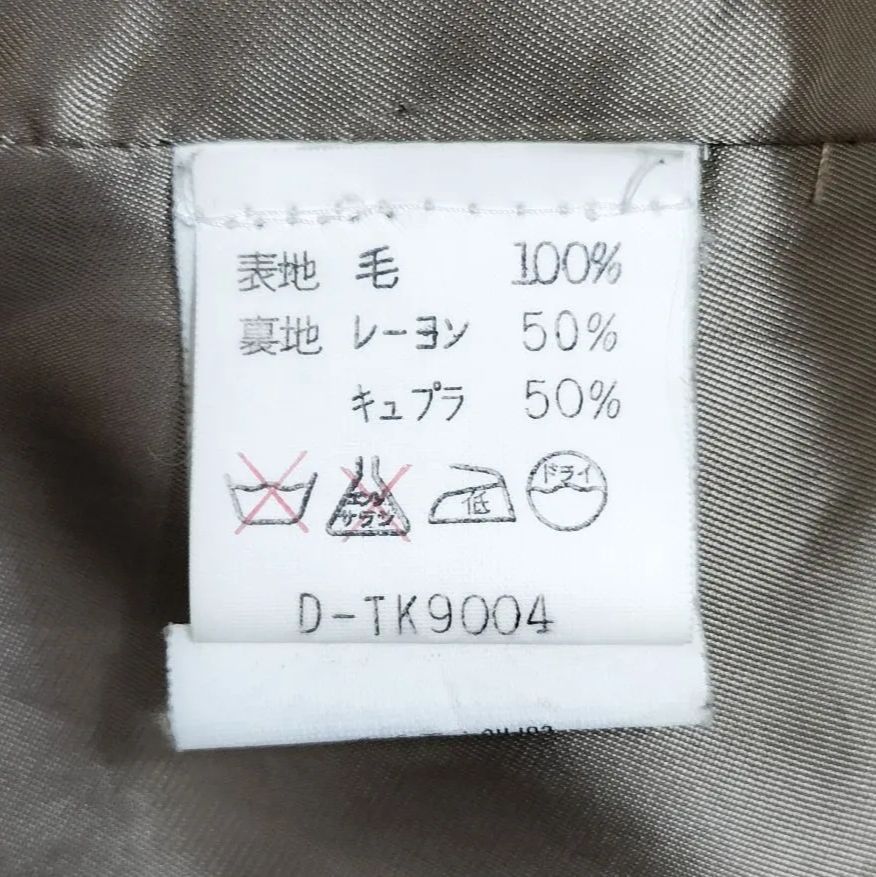 表地 毛 100%
裏地 レーヨン 50%
キュプラ 50%
エンソ サラシ 低 ドライ
D-TK9004